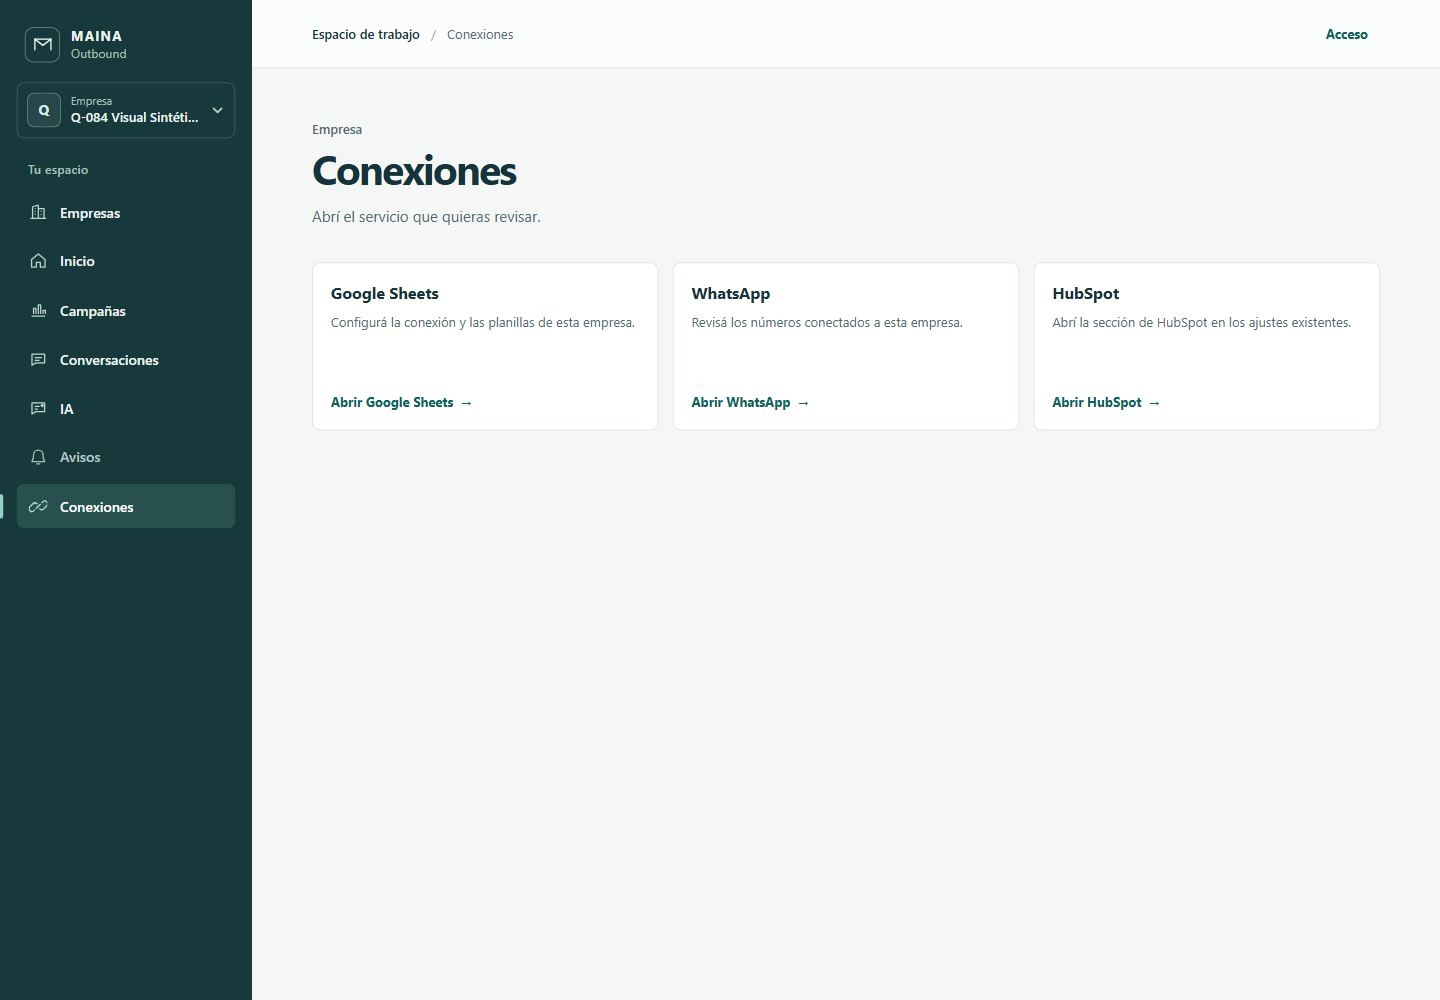 MAINA
Outbound
Empresa
Q
Q-084 Visual Sintéti...
Tu espacio
Empresas
Inicio
Campañas
Conversaciones
IA
Avisos
Conexiones
Espacio de trabajo / Conexiones
Acceso
Empresa
Conexiones
Abrí el servicio que quieras revisar.
Google Sheets
Configurá la conexión y las planillas de esta empresa.
Abrir Google Sheets →
WhatsApp
Revisá los números conectados a esta empresa.
Abrir WhatsApp →
HubSpot
Abrí la sección de HubSpot en los ajustes existentes.
Abrir HubSpot →